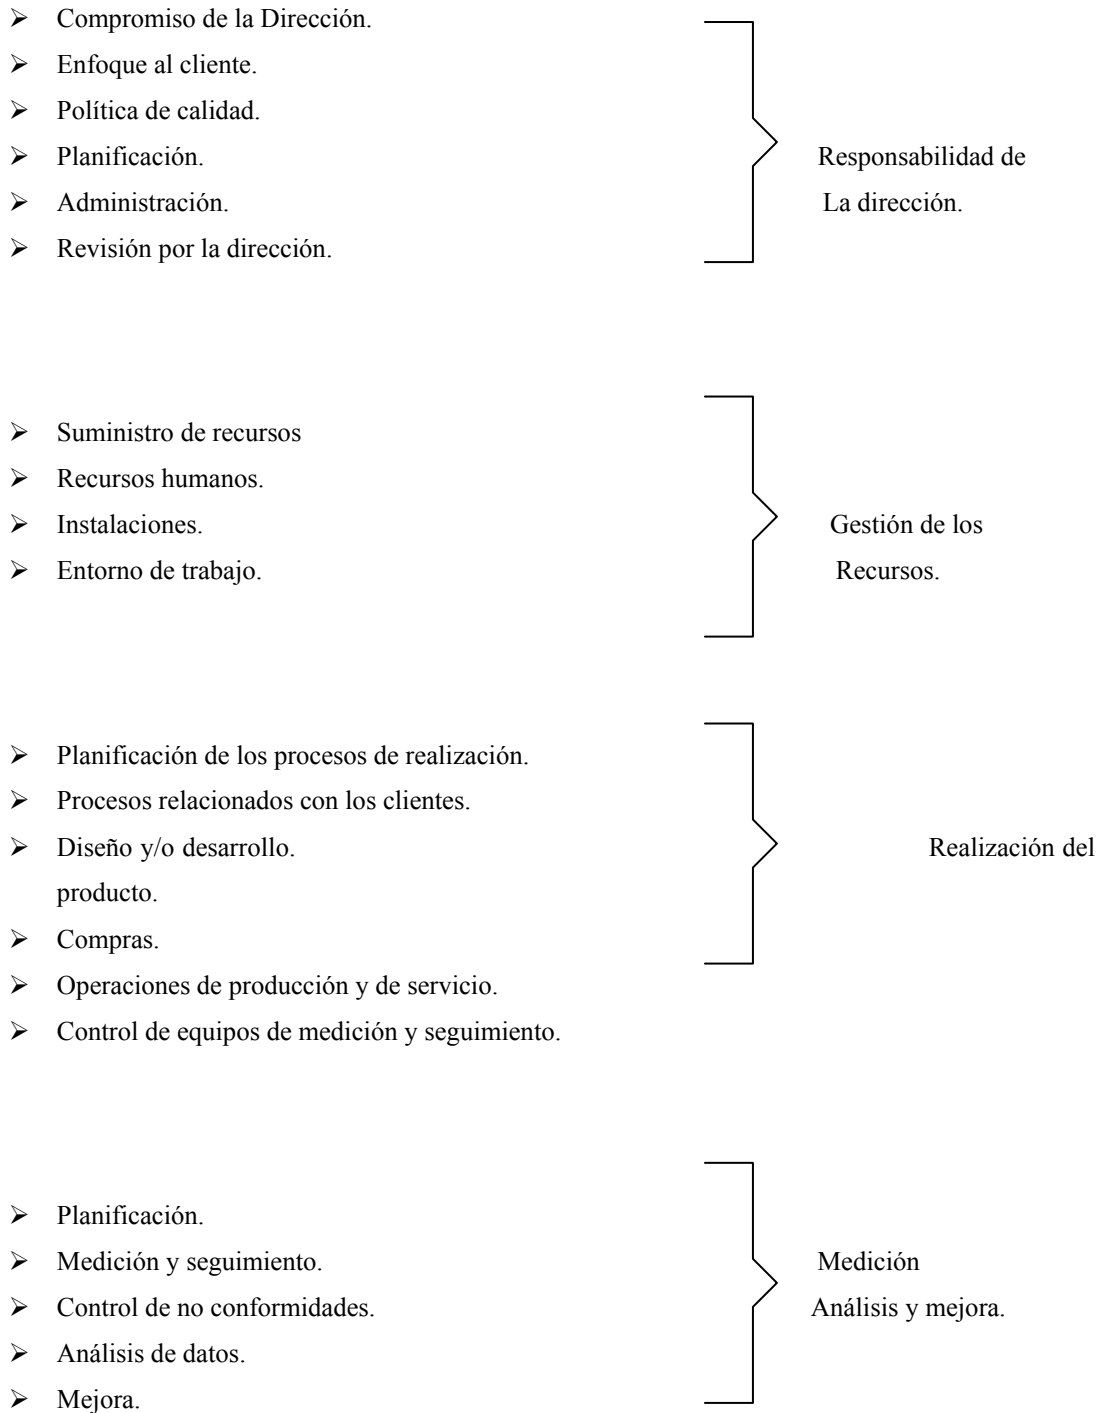 ➢ Compromiso de la Dirección.
➢ Enfoque al cliente.
➢ Política de calidad.
➢ Planificación. Responsabilidad de
➢ Administración. La dirección.
➢ Revisión por la dirección.
➢ Suministro de recursos
➢ Recursos humanos.
➢ Instalaciones. Gestión de los
➢ Entorno de trabajo. Recursos.
➢ Planificación de los procesos de realización.
➢ Procesos relacionados con los clientes.
➢ Diseño y/o desarrollo. Realización del
producto.
➢ Compras.
➢ Operaciones de producción y de servicio.
➢ Control de equipos de medición y seguimiento.
➢ Planificación.
➢ Medición y seguimiento. Medición
➢ Control de no conformidades. Análisis y mejora.
➢ Análisis de datos.
➢ Mejora.